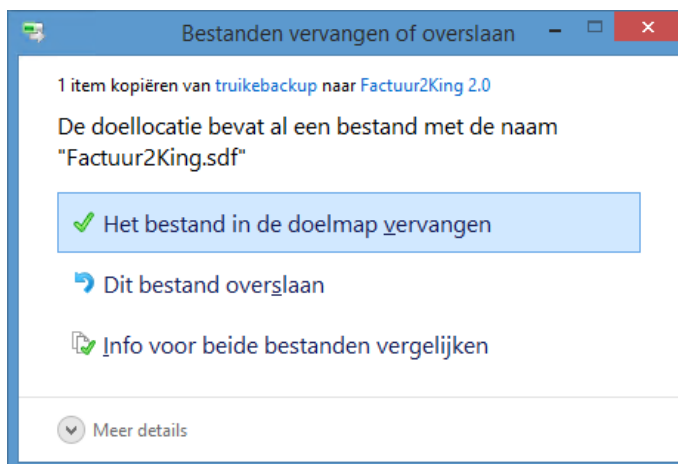 Bestanden vervangen of overslaan
1 item kopiëren van truikebackup naar Factuur2King 2.0
De doellocatie bevat al een bestand met de naam
"Factuur2King.sdf"
Het bestand in de doelmap vervangen
Dit bestand overslaan
Info voor beide bestanden vergelijken
Meer details